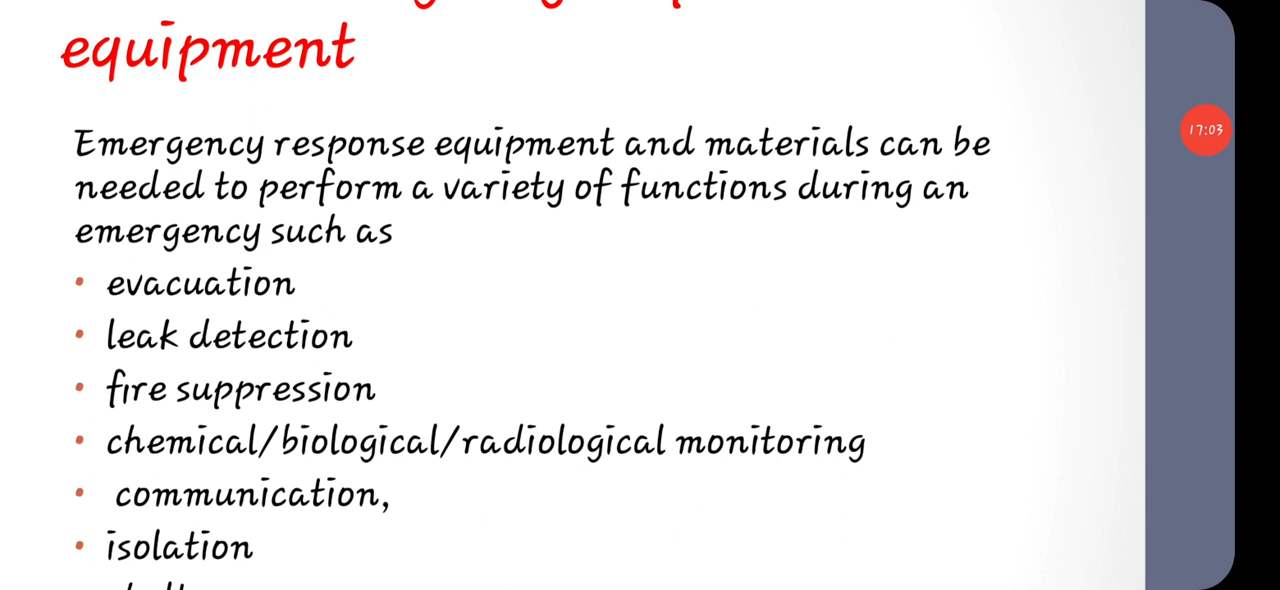 equipment
Emergency response equipment and materials can be
needed to perform a variety of functions during an
emergency such as
• evacuation
• leak detection
• fire suppression
• chemical/biological/radiological monitoring
• communication,
• isolation
17:03